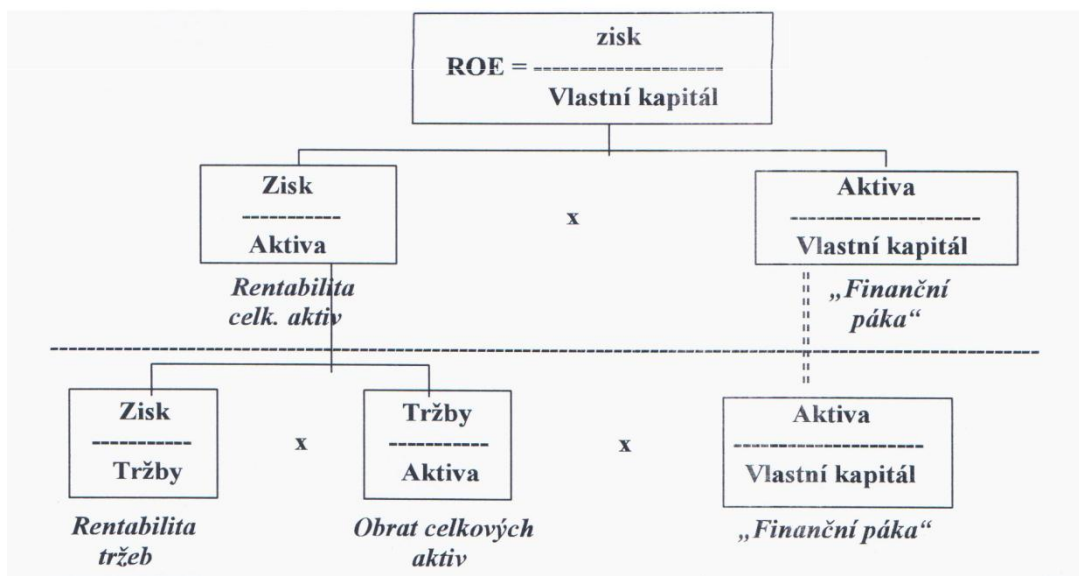 zisk
ROE = ---------------------
Vlastní kapitál
Zisk
-----------
Aktiva
x
Aktiva
---------------------
Vlastní kapitál
Rentabilita
celk. aktiv
„Finanční
páka“
Zisk
-----------
Tržby
x
Tržby
-----------
Aktiva
x
Aktiva
---------------------
Vlastní kapitál
Rentabilita
tržeb
Obrat celkových
aktiv
„Finanční páka“